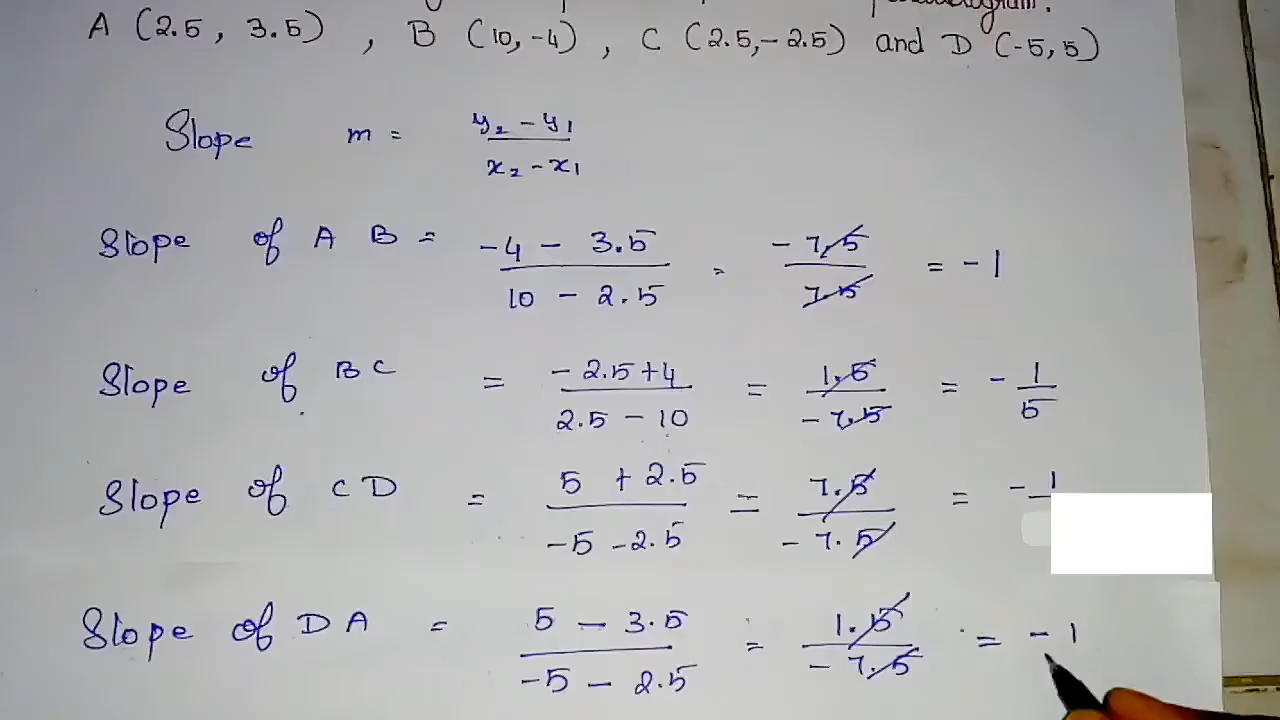 parallelogram.
A (2.5, 3.5) , B (10, -4) , C (2.5, -2.5) and D (-5, 5)
Slope m = y₂ - y₁ / x₂ - x₁
Slope of AB = -4 - 3.5 / 10 - 2.5 = -7.5 / 7.5 = -1
Slope of BC = -2.5+4 / 2.5 - 10 = 1.5 / -7.5 = -1/5
Slope of CD = 5 + 2.5 / -5 - 2.5 = 7.5 / -7.5 = -1
Slope of DA = 5 - 3.5 / -5 - 2.5 = 1.5 / -7.5 = -1